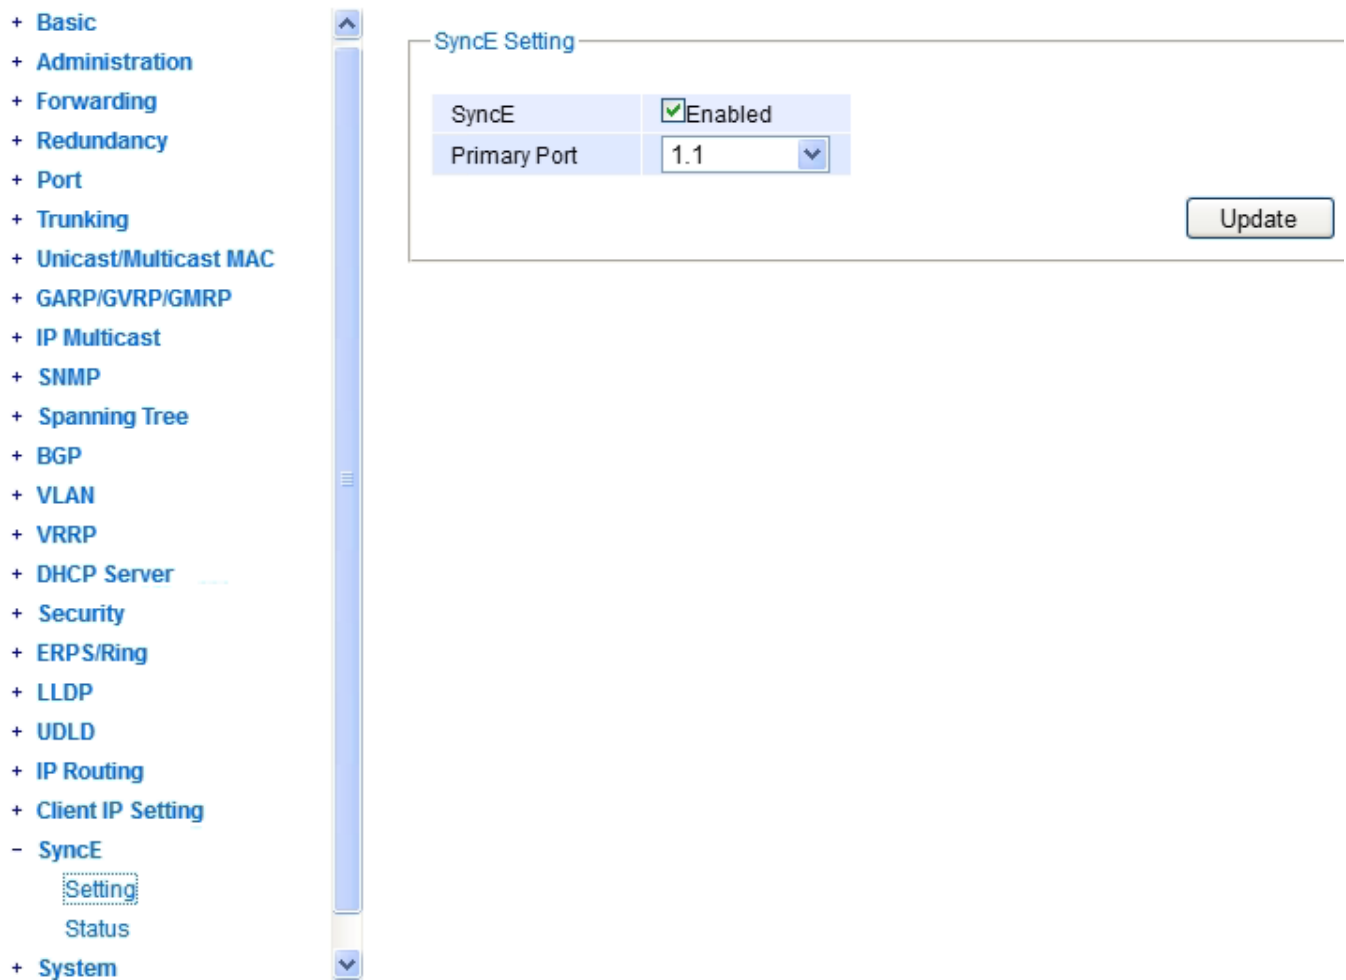 + Basic
+ Administration
+ Forwarding
+ Redundancy
+ Port
+ Trunking
+ Unicast/Multicast MAC
+ GARP/GVRP/GMRP
+ IP Multicast
+ SNMP
+ Spanning Tree
+ BGP
+ VLAN
+ VRRP
+ DHCP Server
+ Security
+ ERPS/Ring
+ LLDP
+ UDLD
+ IP Routing
+ Client IP Setting
− SyncE
Setting
Status
+ System
SyncE Setting
SyncE Enabled
Primary Port 1.1
Update